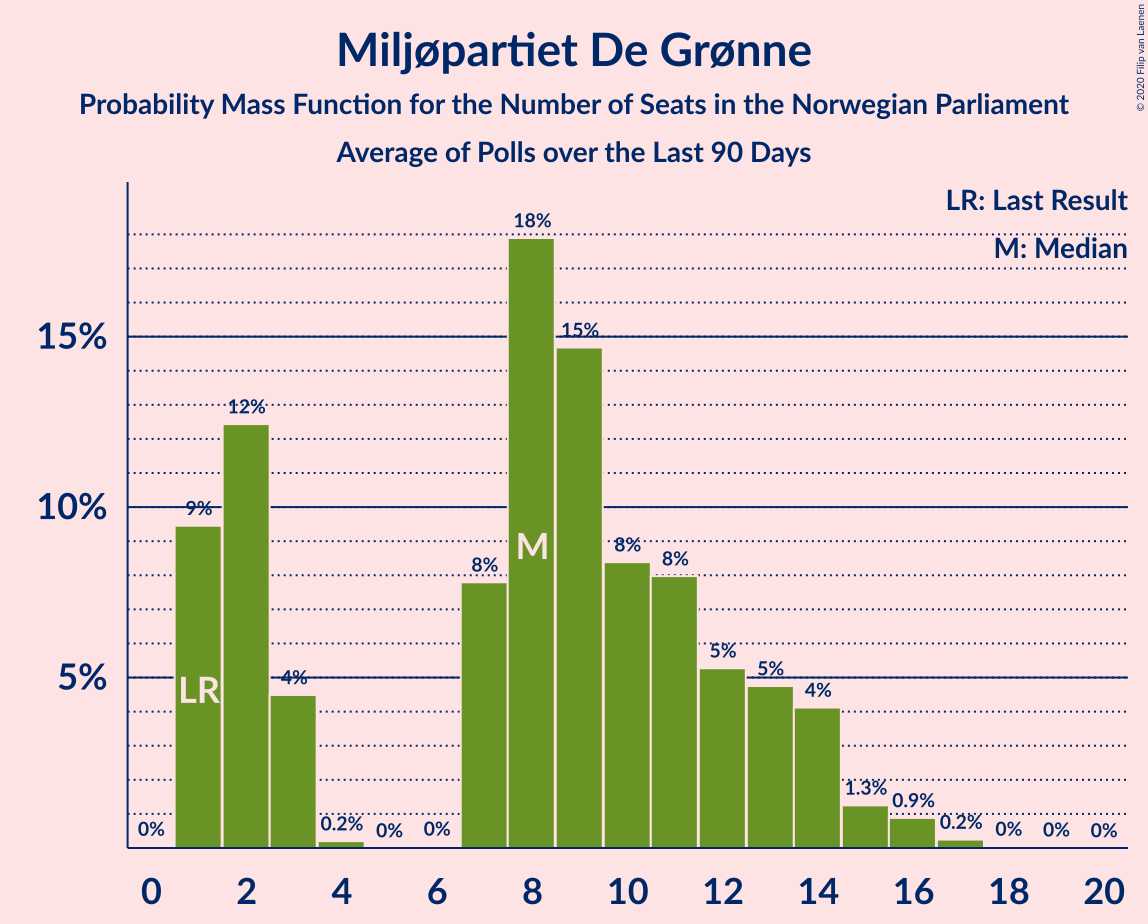 Miljøpartiet De Grønne
Probability Mass Function for the Number of Seats in the Norwegian Parliament
Average of Polls over the Last 90 Days
© 2020 Filip van Laenen
LR: Last Result
M: Median
15%
10%
5%
0%
9%
12%
4%
0.2%
0%
0%
8%
18%
15%
8%
8%
5%
5%
4%
1.3%
0.9%
0.2%
0%
0%
0%
LR
M
0 2 4 6 8 10 12 14 16 18 20